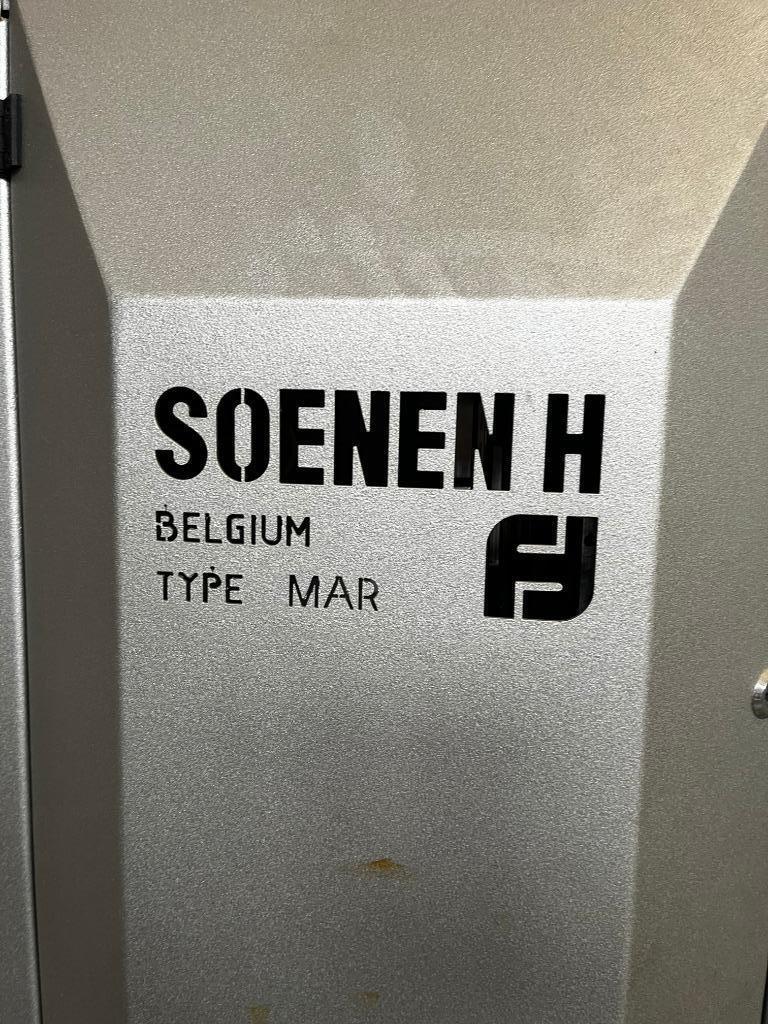 SOENEN H
BELGIUM
TYPE MAR